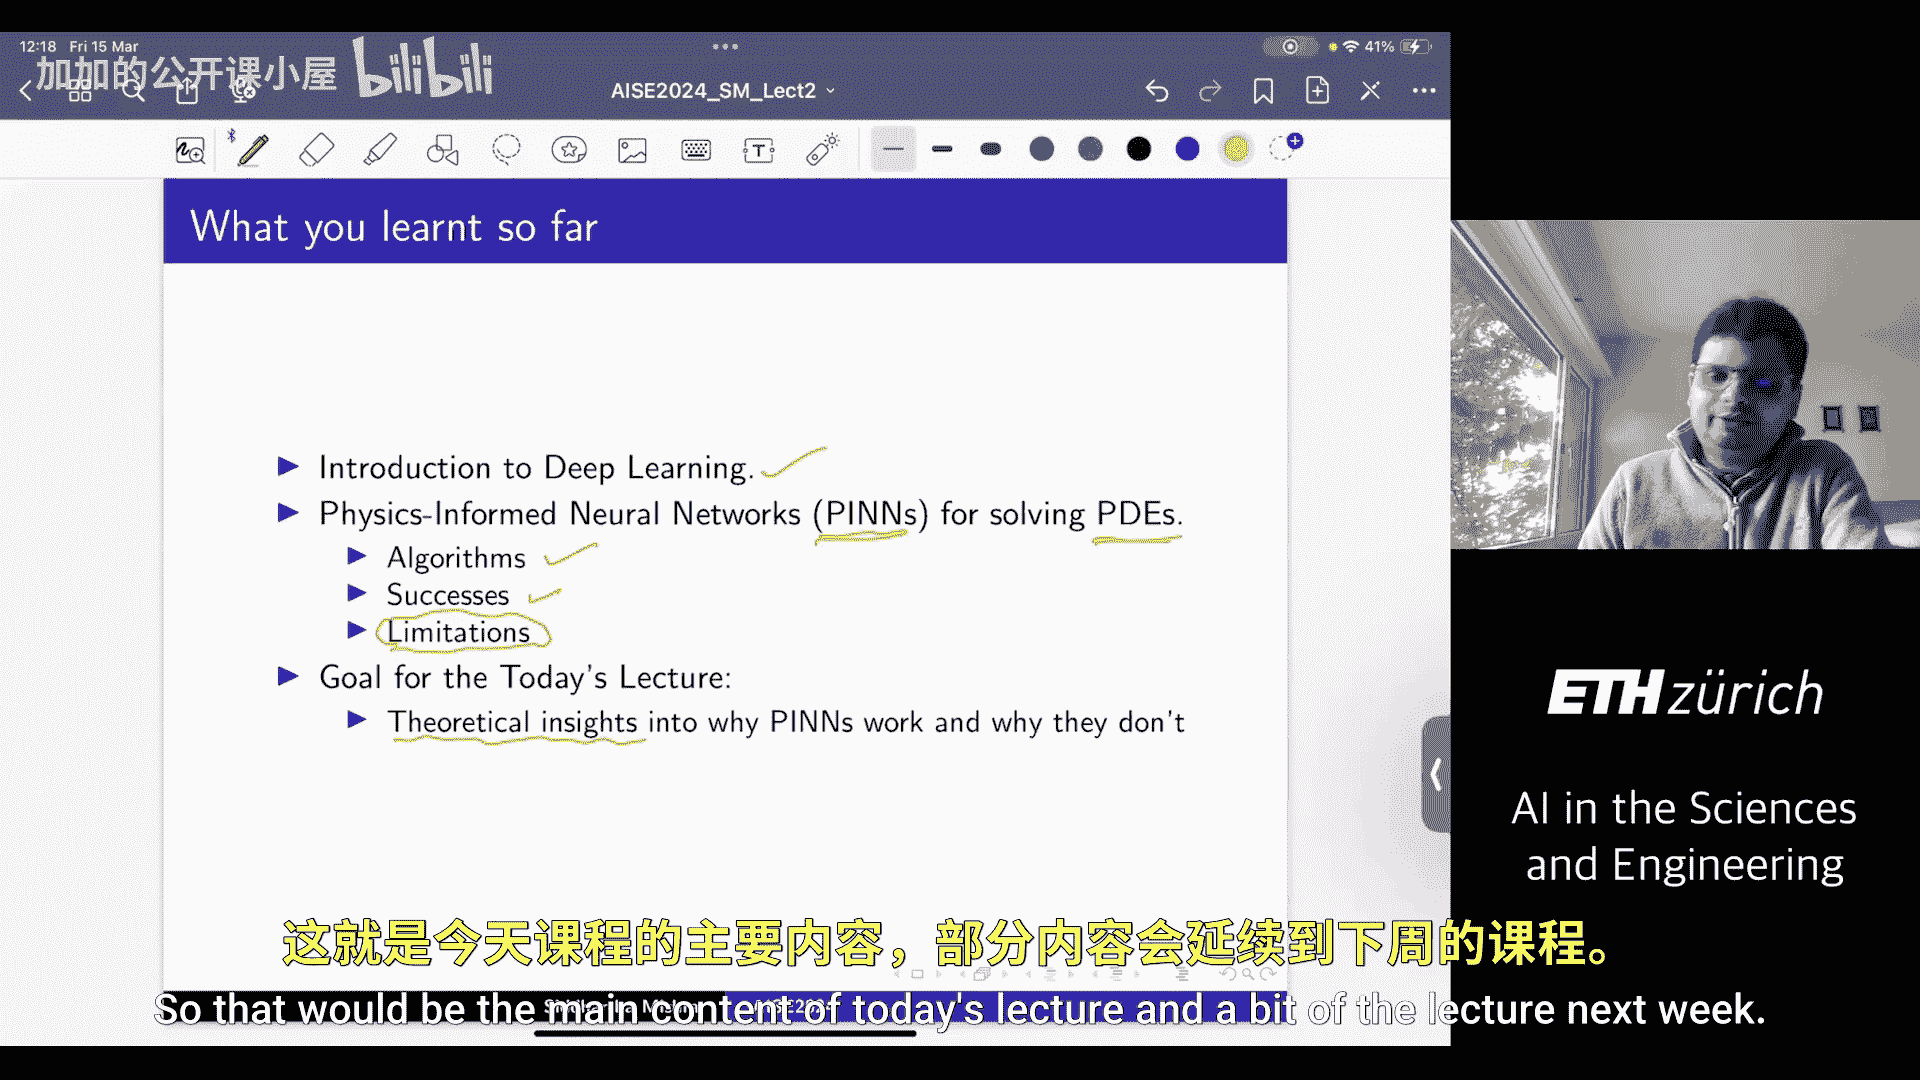 12:18 Fri 15 Mar
41%
加加的公开课小屋 bilibili
AISE2024_SM_Lect2
What you learnt so far
Introduction to Deep Learning.
Physics-Informed Neural Networks (PINNs) for solving PDEs.
Algorithms
Successes
Limitations
Goal for the Today's Lecture:
Theoretical insights into why PINNs work and why they don't
ETH zürich
AI in the Sciences
and Engineering
这就是今天课程的主要内容，部分内容会延续到下周的课程。
So that would be the main content of today's lecture and a bit of the lecture next week.